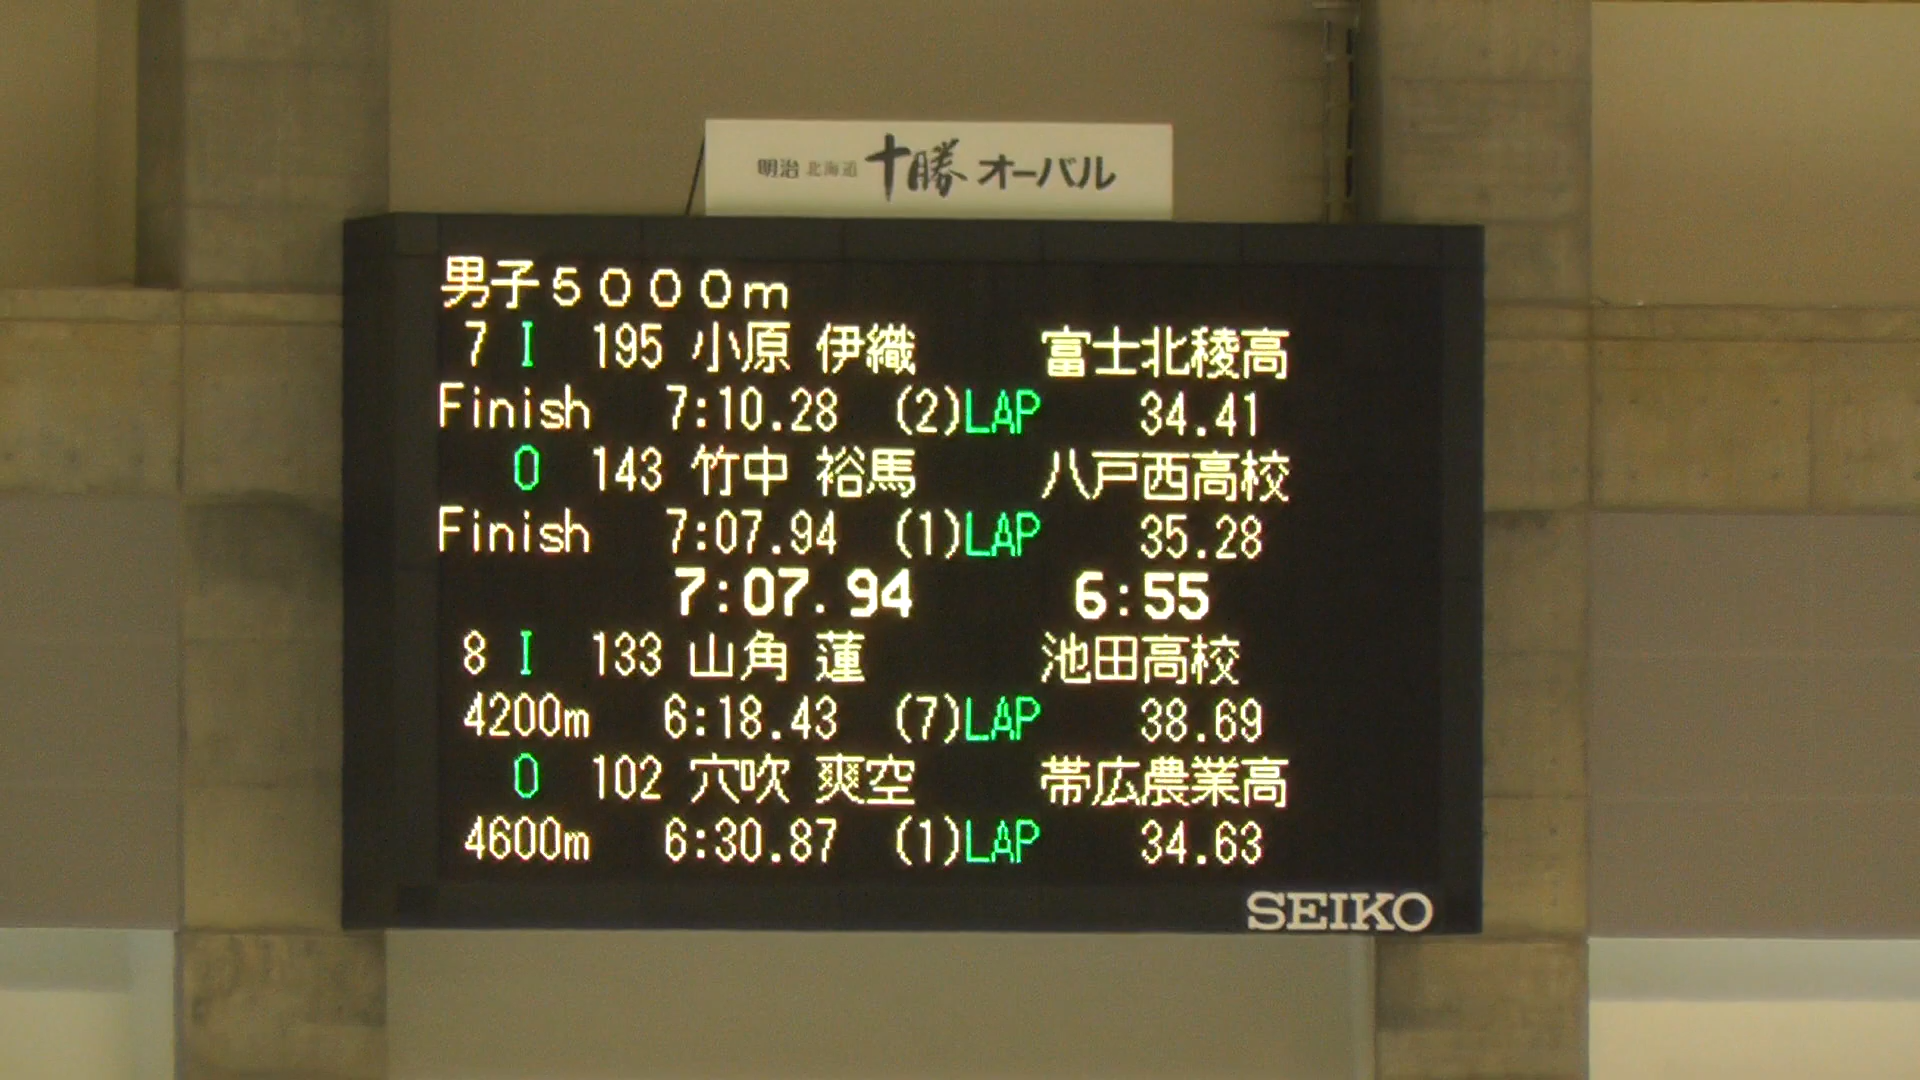 明治 北海道 十勝オーバル
男子5000m
7 I 195 小原 伊織 富士北稜高
Finish 7:10.28 (2)LAP 34.41
O 143 竹中 裕馬 八戸西高校
Finish 7:07.94 (1)LAP 35.28
7:07.94 6:55
8 I 133 山角 蓮 池田高校
4200m 6:18.43 (7)LAP 38.69
O 102 穴吹 爽空 帯広農業高
4600m 6:30.87 (1)LAP 34.63
SEIKO